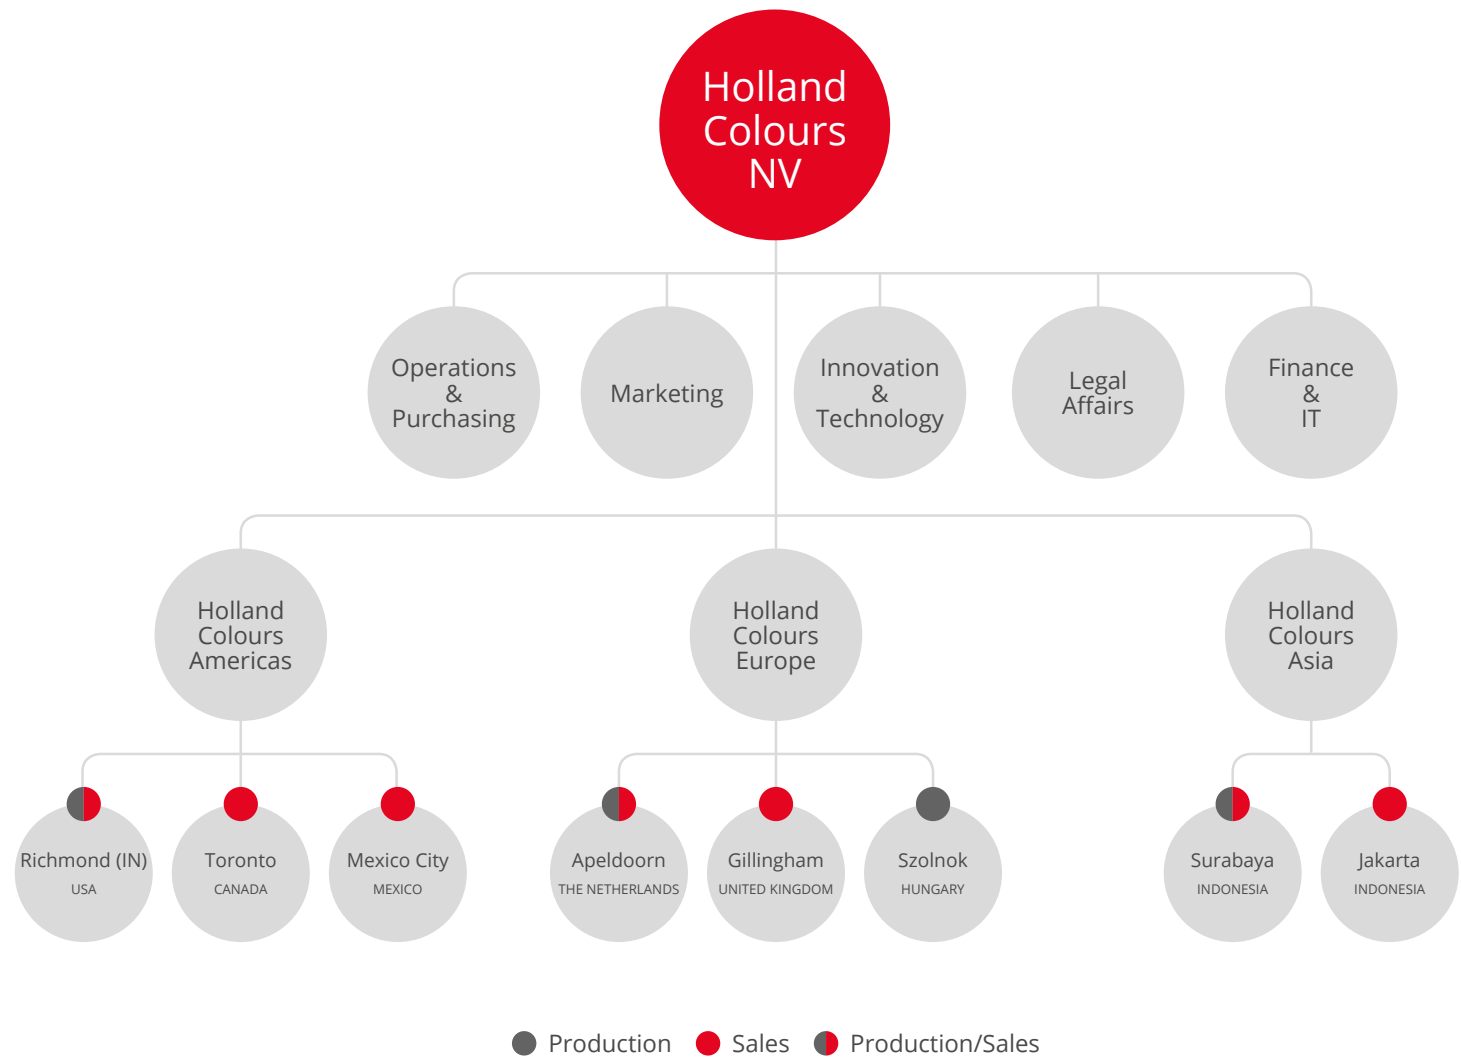 Holland
Colours
NV
Operations
&
Purchasing
Marketing
Innovation
&
Technology
Legal
Affairs
Finance
&
IT
Holland
Colours
Americas
Holland
Colours
Europe
Holland
Colours
Asia
Richmond (IN)
USA
Toronto
CANADA
Mexico City
MEXICO
Apeldoorn
THE NETHERLANDS
Gillingham
UNITED KINGDOM
Szolnok
HUNGARY
Surabaya
INDONESIA
Jakarta
INDONESIA
Production
Sales
Production/Sales